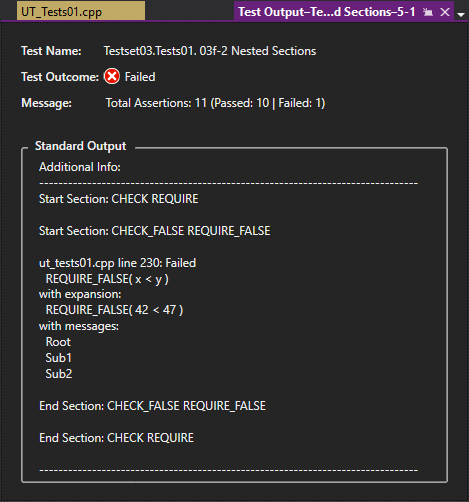 UT_Tests01.cpp
Test Output–Te...d Sections–5-1
Test Name: Testset03.Tests01. 03f-2 Nested Sections
Test Outcome: Failed
Message: Total Assertions: 11 (Passed: 10 | Failed: 1)
Standard Output
Additional Info:
-------------------------------------------------------------------------------
Start Section: CHECK REQUIRE
Start Section: CHECK_FALSE REQUIRE_FALSE
ut_tests01.cpp line 230: Failed
REQUIRE_FALSE( x < y )
with expansion:
REQUIRE_FALSE( 42 < 47 )
with messages:
Root
Sub1
Sub2
End Section: CHECK_FALSE REQUIRE_FALSE
End Section: CHECK REQUIRE
-------------------------------------------------------------------------------